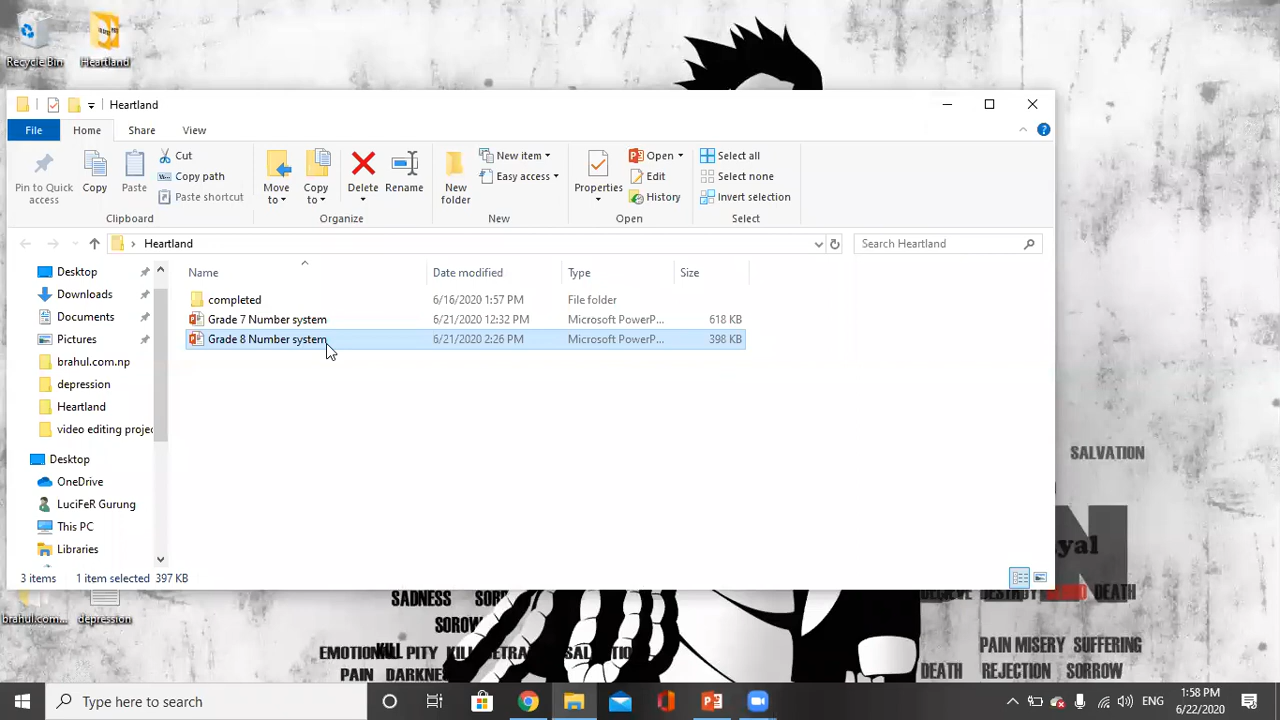 Recycle Bin
Heartland
Heartland
File
Home
Share
View
Pin to Quick access
Copy
Paste
Cut
Copy path
Paste shortcut
Clipboard
Move to
Copy to
Delete
Rename
Organize
New folder
New item
Easy access
New
Properties
Open
Edit
History
Open
Select all
Select none
Invert selection
Select
Heartland
Search Heartland
Name
Date modified
Type
Size
completed
6/16/2020 1:57 PM
File folder
Grade 7 Number system
6/21/2020 12:32 PM
Microsoft PowerP...
618 KB
Grade 8 Number system
6/21/2020 2:26 PM
Microsoft PowerP...
398 KB
Desktop
Downloads
Documents
Pictures
brahul.com.np
depression
Heartland
video editing projec
Desktop
OneDrive
LuciFeR Gurung
This PC
Libraries
3 items
1 item selected 397 KB
SALVATION
DESTROY
DEATH
brahul.com...
depression
SADNESS
EMOTION
KILL
PITY
PAIN
PAIN MISERY SUFFERING
DEATH REJECTION SORROW
Type here to search
ENG
1:58 PM
6/22/2020